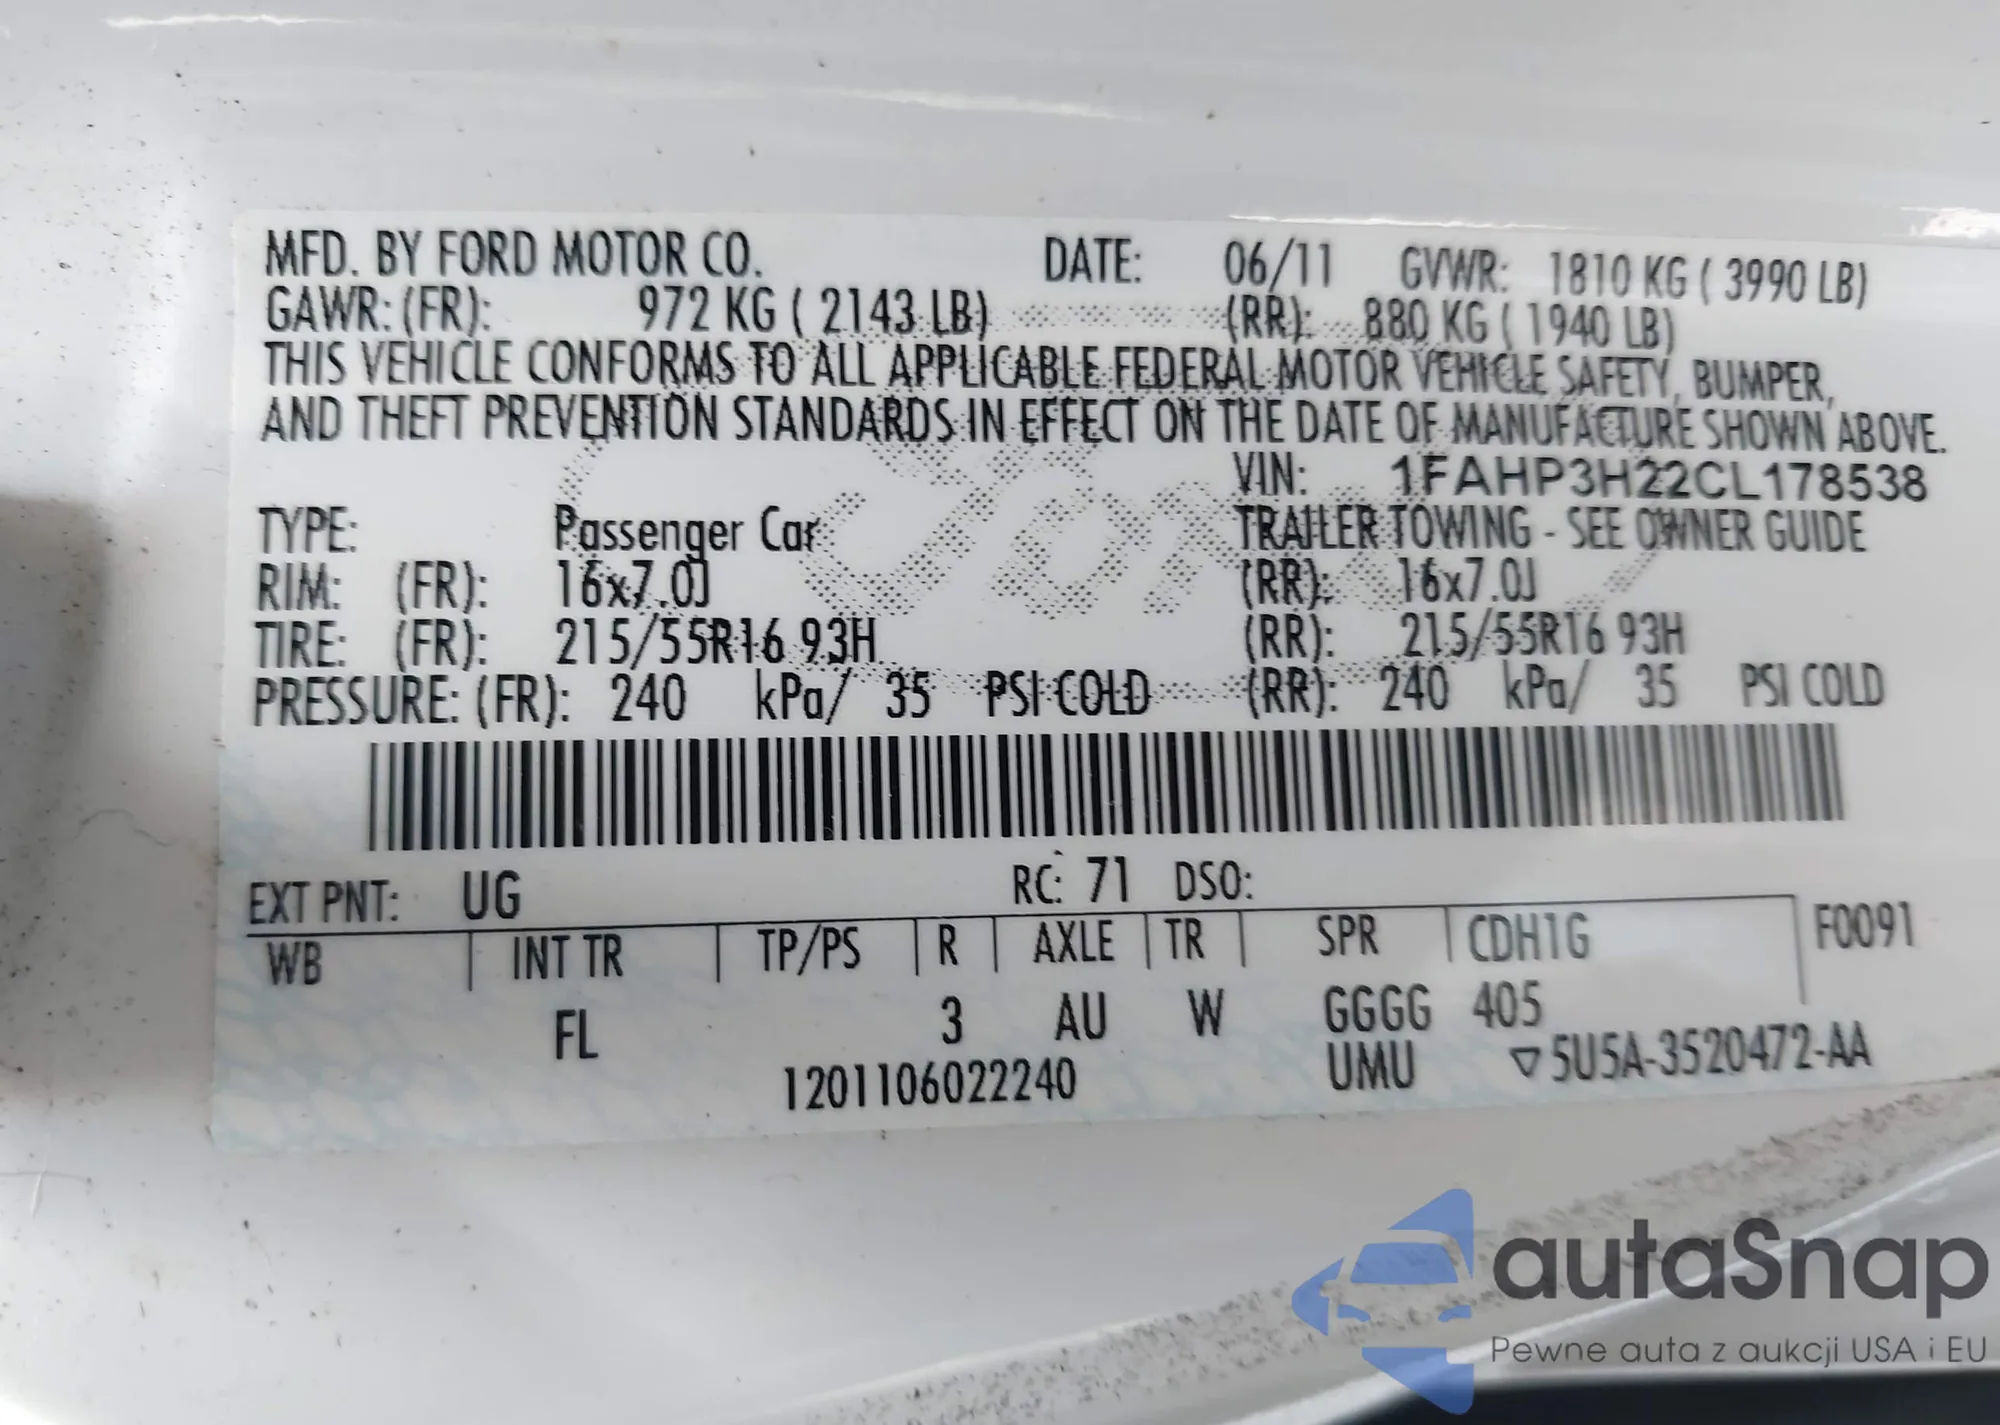 MFD. BY FORD MOTOR CO. DATE: 06/11 GVWR: 1810 KG ( 3990 LB)
GAWR: (FR): 972 KG ( 2143 LB) (RR): 880 KG ( 1940 LB)
THIS VEHICLE CONFORMS TO ALL APPLICABLE FEDERAL MOTOR VEHICLE SAFETY, BUMPER,
AND THEFT PREVENTION STANDARDS IN EFFECT ON THE DATE OF MANUFACTURE SHOWN ABOVE.
VIN: 1FAHP3H22CL178538
TYPE: Passenger Car TRAILER TOWING - SEE OWNER GUIDE
RIM: (FR): 16x7.0J (RR): 16x7.0J
TIRE: (FR): 215/55R16 93H (RR): 215/55R16 93H
PRESSURE: (FR): 240 kPa/ 35 PSI COLD (RR): 240 kPa/ 35 PSI COLD
Ford
EXT PNT: UG RC: 71 DSO:
WB INT TR TP/PS R AXLE TR SPR CDH1G F0091
FL 3 AU W GGGG 405
1201106022240 UMU ▽5U5A-3520472-AA
autaSnap
Pewne auta z aukcji USA i EU